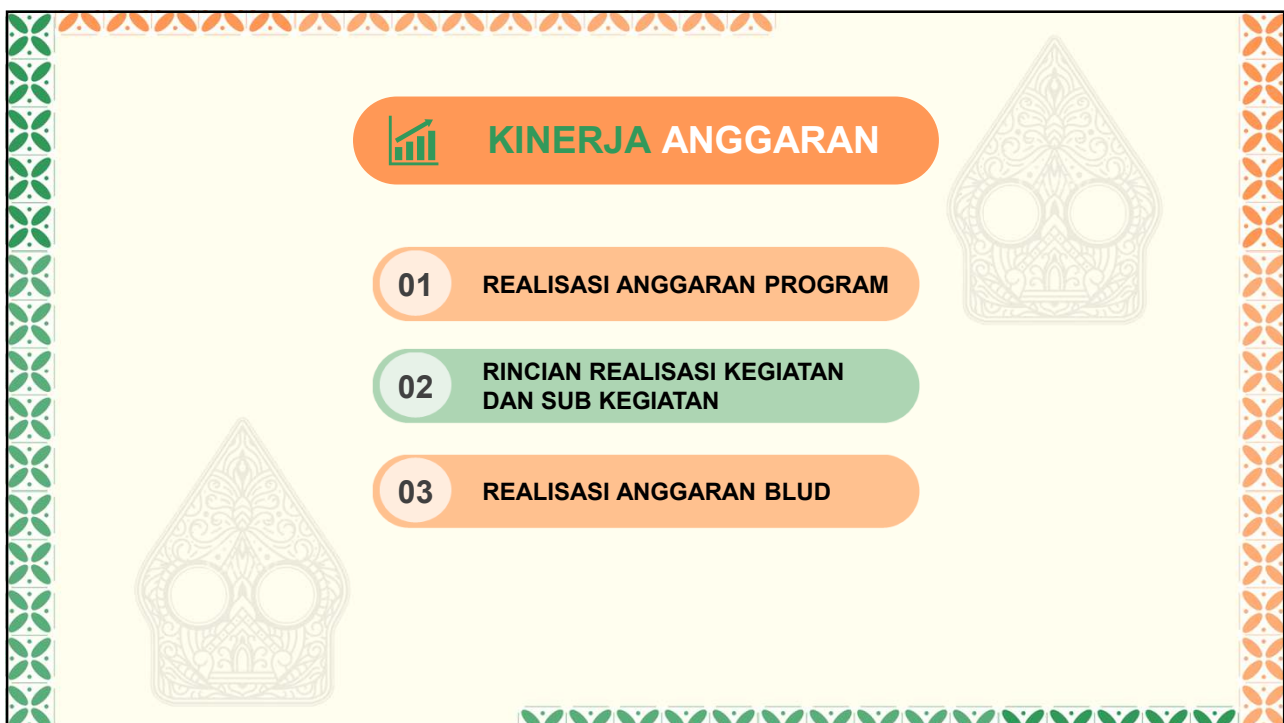 KINERJA ANGGARAN
01 REALISASI ANGGARAN PROGRAM
02 RINCIAN REALISASI KEGIATAN
DAN SUB KEGIATAN
03 REALISASI ANGGARAN BLUD